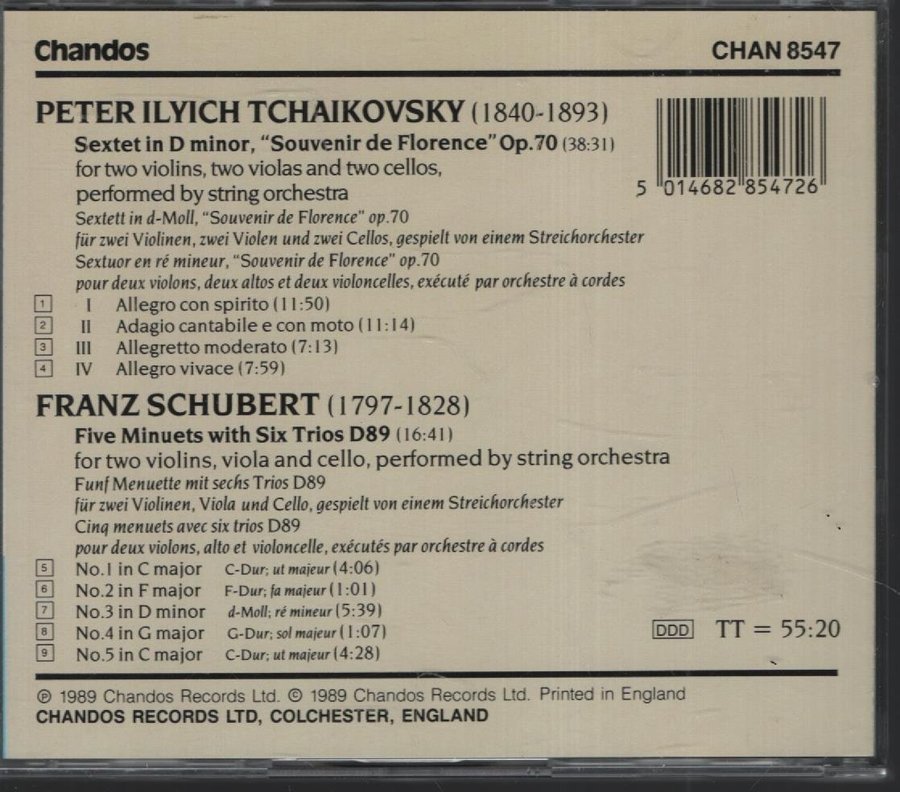 Chandos
CHAN 8547
PETER ILYICH TCHAIKOVSKY (1840-1893)
Sextet in D minor, “Souvenir de Florence” Op.70 (38:31)
for two violins, two violas and two cellos,
performed by string orchestra
Sextett in d-Moll, “Souvenir de Florence” op.70
für zwei Violinen, zwei Violen und zwei Cellos, gespielt von einem Streichorchester
Sextuor en ré mineur, “Souvenir de Florence” op.70
pour deux violons, deux altos et deux violoncelles, exécuté par orchestre à cordes
5 014682 854726
1 I Allegro con spirito (11:50)
2 II Adagio cantabile e con moto (11:14)
3 III Allegretto moderato (7:13)
4 IV Allegro vivace (7:59)
FRANZ SCHUBERT (1797-1828)
Five Minuets with Six Trios D89 (16:41)
for two violins, viola and cello, performed by string orchestra
Funf Menuette mit sechs Trios D89
für zwei Violinen, Viola und Cello, gespielt von einem Streichorchester
Cinq menuets avec six trios D89
pour deux violons, alto et violoncelle, exécutés par orchestre à cordes
5 No.1 in C major C-Dur; ut majeur (4:06)
6 No.2 in F major F-Dur; fa majeur (1:01)
7 No.3 in D minor d-Moll; ré mineur (5:39)
8 No.4 in G major G-Dur; sol majeur (1:07)
9 No.5 in C major C-Dur; ut majeur (4:28)
DDD TT = 55:20
℗ 1989 Chandos Records Ltd. © 1989 Chandos Records Ltd. Printed in England
CHANDOS RECORDS LTD, COLCHESTER, ENGLAND